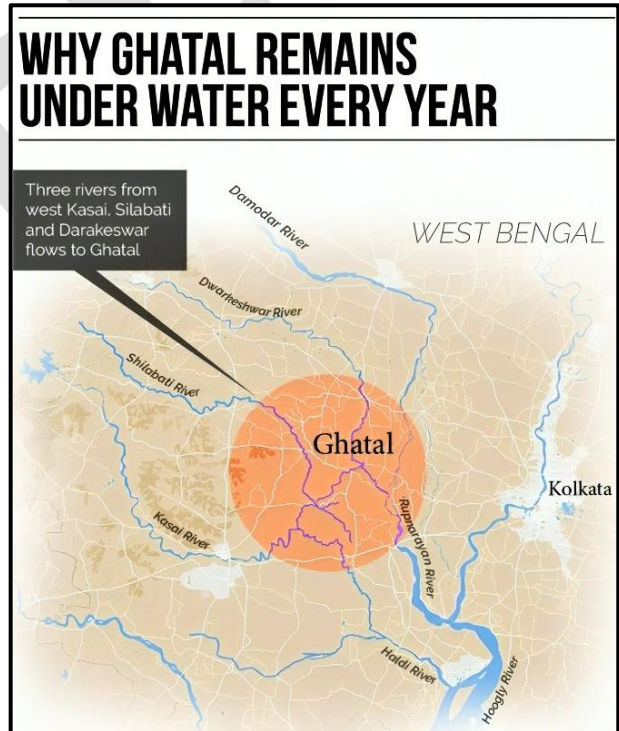 WHY GHATAL REMAINS
UNDER WATER EVERY YEAR
Three rivers from
west Kasai, Silabati
and Darakeswar
flows to Ghatal
Damodar River
WEST BENGAL
Dwarkeshwar River
Shilabati River
Ghatal
Kolkata
Kasai River
Rupnarayan River
Haldi River
Hoogly River